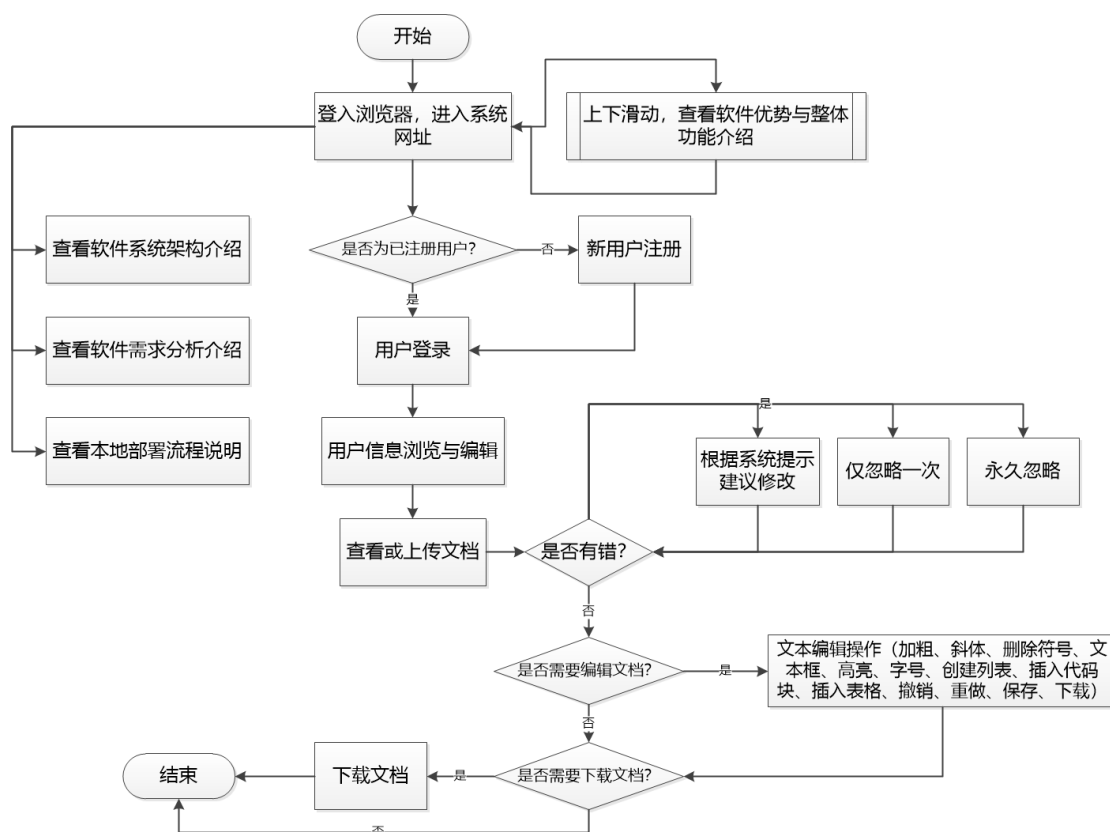 开始
登入浏览器，进入系统
网址
上下滑动，查看软件优势与整体
功能介绍
查看软件系统架构介绍
是否为已注册用户？
否
新用户注册
是
查看软件需求分析介绍
用户登录
查看本地部署流程说明
用户信息浏览与编辑
是
根据系统提示
建议修改
仅忽略一次
永久忽略
查看或上传文档
是否有错？
否
是否需要编辑文档？
是
文本编辑操作（加粗、斜体、删除符号、文
本框、高亮、字号、创建列表、插入代码
块、插入表格、撤销、重做、保存、下载）
否
是否需要下载文档？
是
下载文档
结束
否